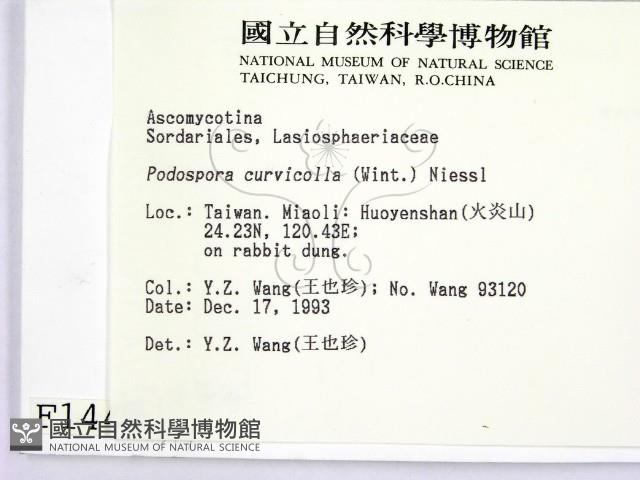 國立自然科學博物館
NATIONAL MUSEUM OF NATURAL SCIENCE
TAICHUNG, TAIWAN, R.O.CHINA
Ascomycotina
Sordariales, Lasiosphaeriaceae
Podospora curvicolla (Wint.) Niessl
Loc.: Taiwan. Miaoli: Huoyenshan(火炎山)
24.23N, 120.43E;
on rabbit dung.
Col.: Y.Z. Wang(王也珍); No. Wang 93120
Date: Dec. 17, 1993
Det.: Y.Z. Wang(王也珍)
國立自然科學博物館
NATIONAL MUSEUM OF NATURAL SCIENCE